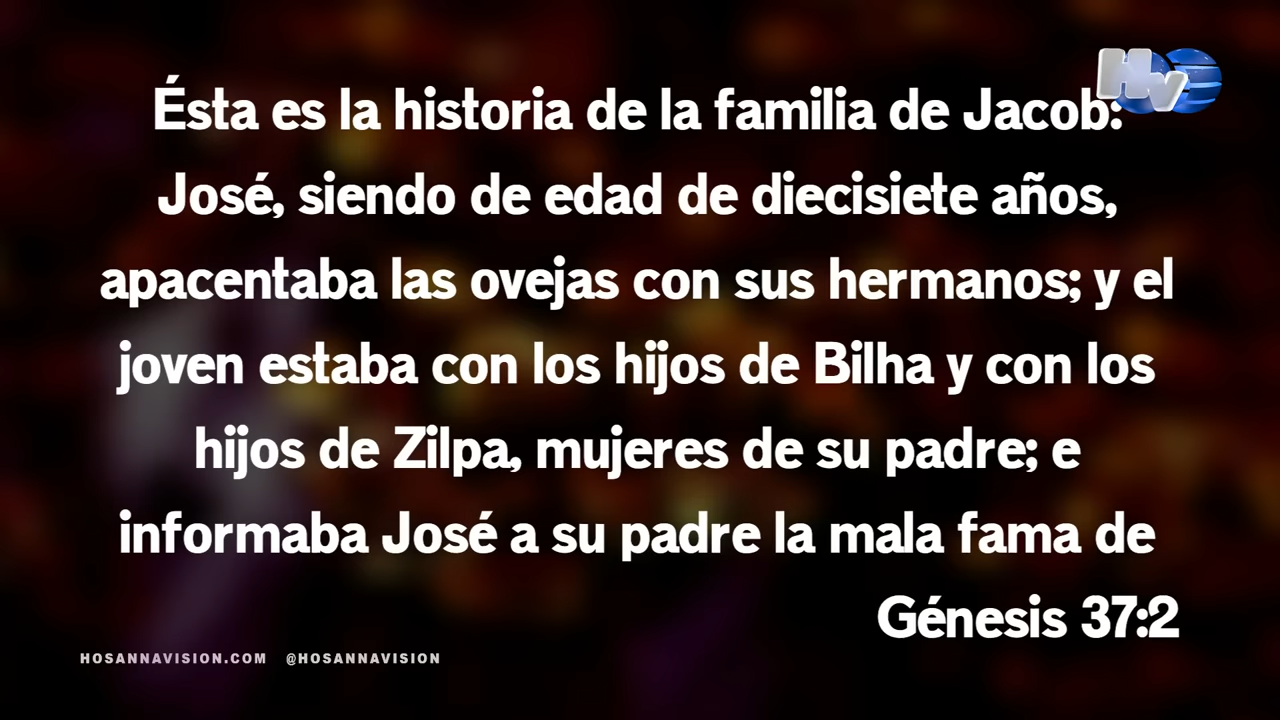 HV
Ésta es la historia de la familia de Jacob:
José, siendo de edad de diecisiete años,
apacentaba las ovejas con sus hermanos; y el
joven estaba con los hijos de Bilha y con los
hijos de Zilpa, mujeres de su padre; e
informaba José a su padre la mala fama de
Génesis 37:2
HOSANNAVISION.COM @HOSANNAVISION